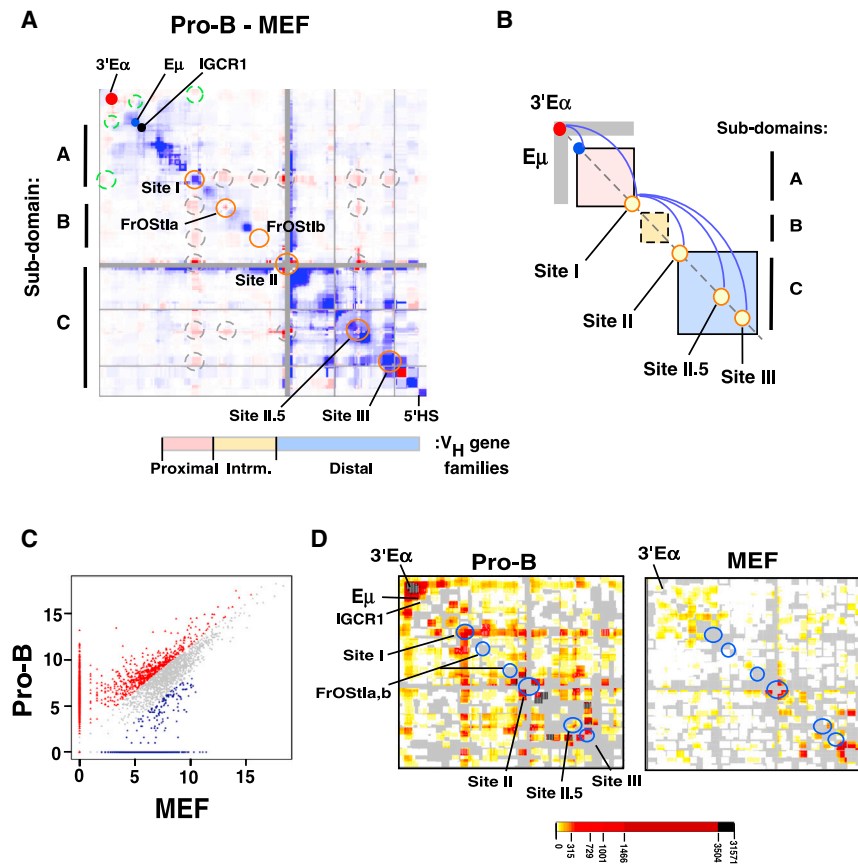 A
Pro-B - MEF
3'Eα
Eμ
IGCR1
Sub-domain:
A
B
C
Site I
FrOStIa
FrOStIb
Site II
Site II.5
Site III
5'HS
:VH gene
families
Proximal
Intrm.
Distal
B
3'Eα
Eμ
Sub-domains:
A
B
C
Site I
Site II
Site II.5
Site III
C
Pro-B
15
10
5
0
0
5
10
15
MEF
D
Pro-B
MEF
3'Eα
Eμ
IGCR1
Site I
FrOStIa,b
Site II
Site II.5
Site III
3'Eα
0
315
729
1001
1466
3504
31571